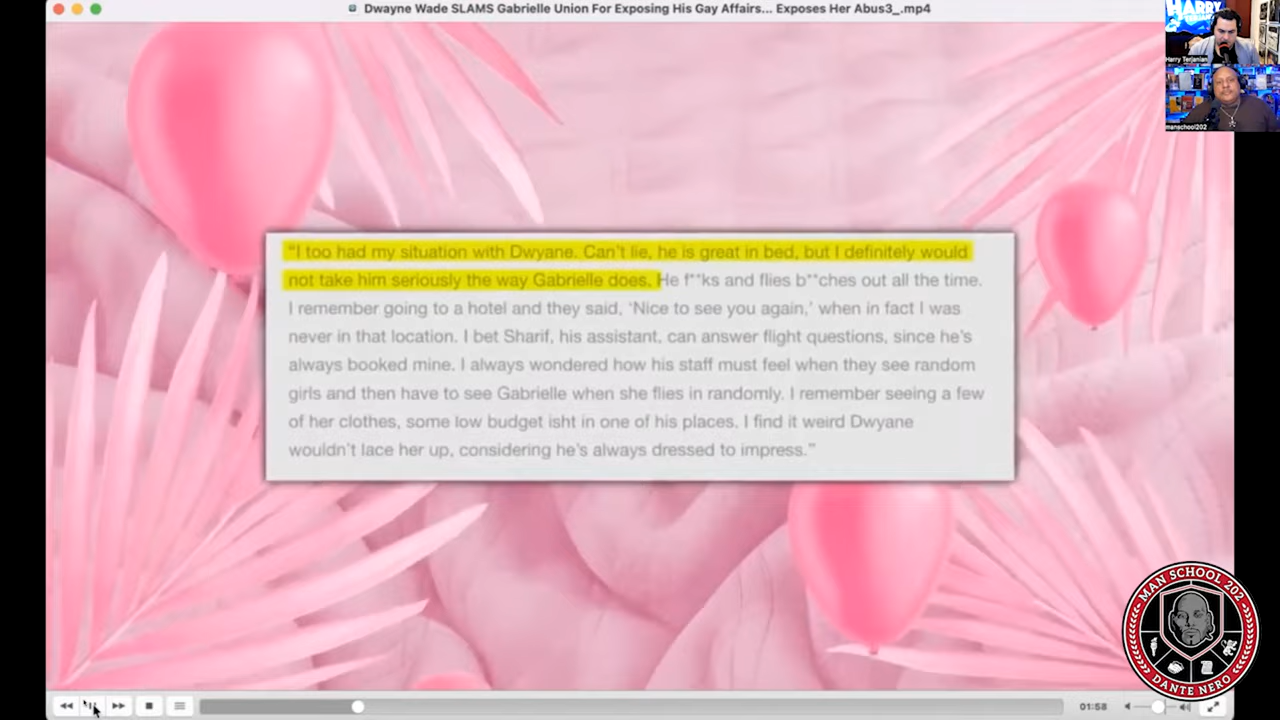 Dwayne Wade SLAMS Gabrielle Union For Exposing His Gay Affairs... Exposes Her Abus3_.mp4
Harry Terjanian
manschool202
"I too had my situation with Dwyane. Can't lie, he is great in bed, but I definitely would
not take him seriously the way Gabrielle does. He f**ks and flies b**ches out all the time.
I remember going to a hotel and they said, 'Nice to see you again,' when in fact I was
never in that location. I bet Sharif, his assistant, can answer flight questions, since he's
always booked mine. I always wondered how his staff must feel when they see random
girls and then have to see Gabrielle when she flies in randomly. I remember seeing a few
of her clothes, some low budget isht in one of his places. I find it weird Dwyane
wouldn't lace her up, considering he's always dressed to impress."
MAN SCHOOL 202
DANTE NERO
01:58